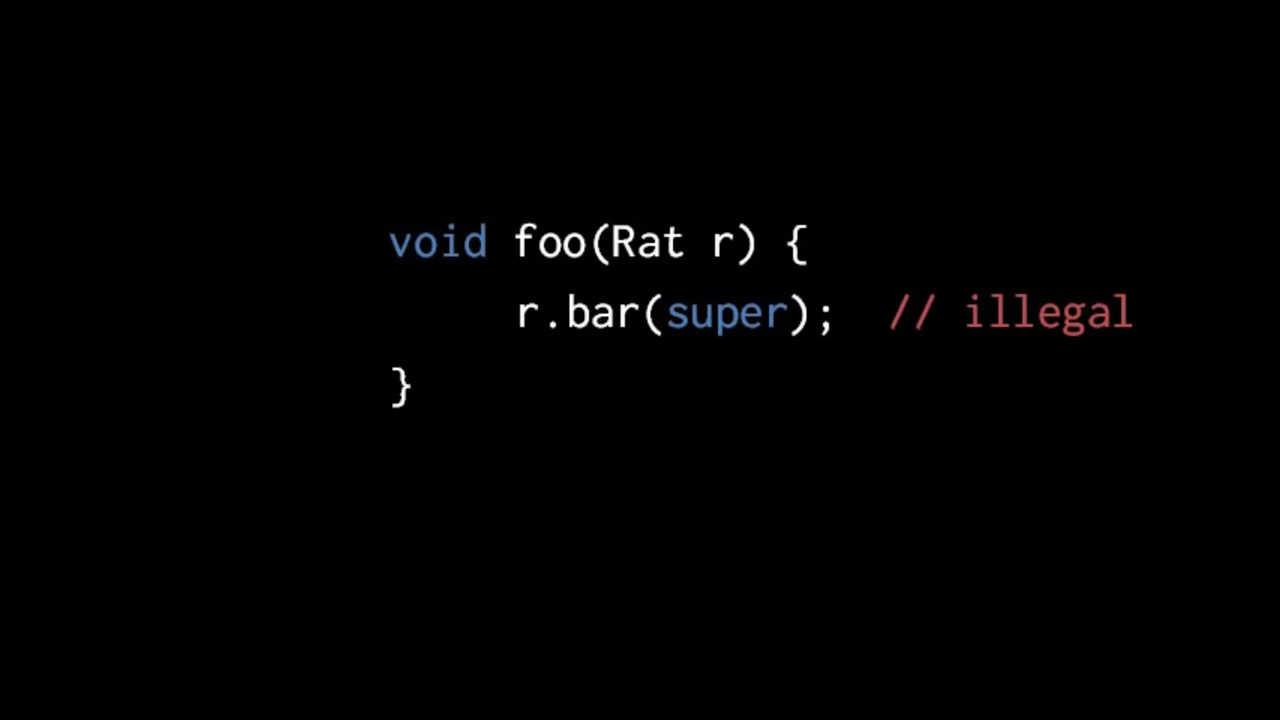 void foo(Rat r) {
r.bar(super);  // illegal
}